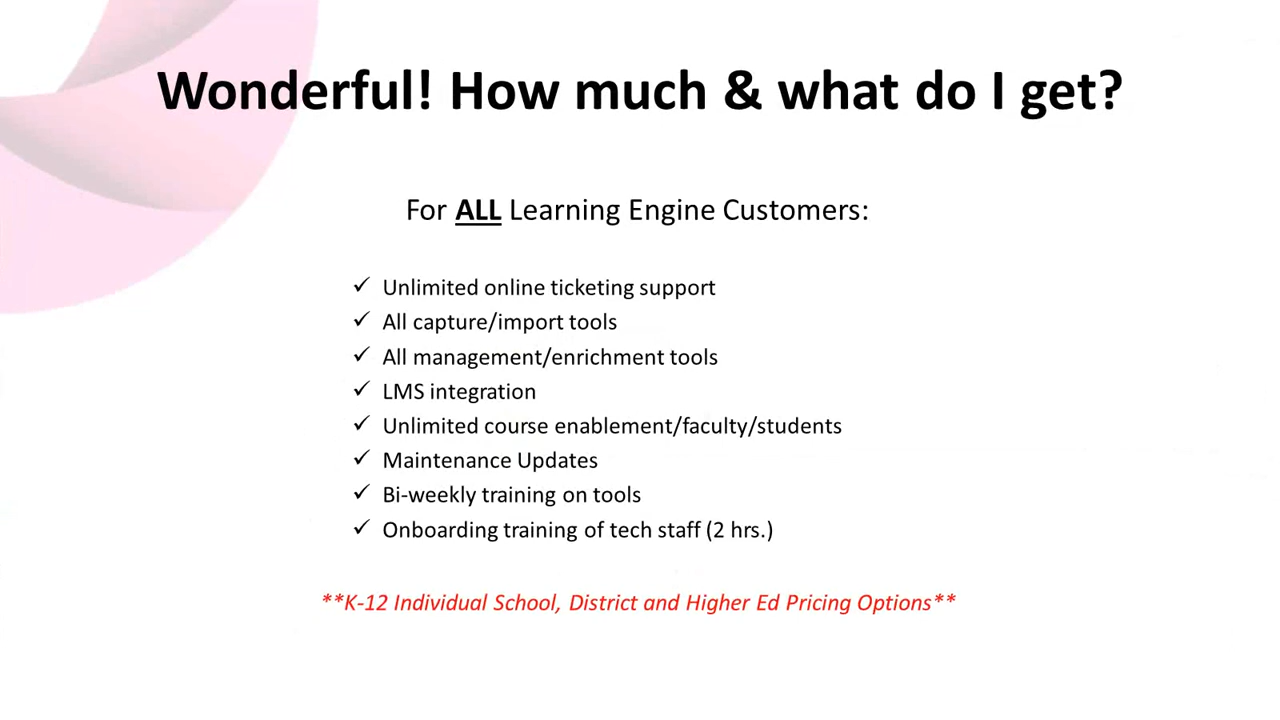 Wonderful! How much & what do I get?
For ALL Learning Engine Customers:
✓ Unlimited online ticketing support
✓ All capture/import tools
✓ All management/enrichment tools
✓ LMS integration
✓ Unlimited course enablement/faculty/students
✓ Maintenance Updates
✓ Bi-weekly training on tools
✓ Onboarding training of tech staff (2 hrs.)
**K-12 Individual School, District and Higher Ed Pricing Options**